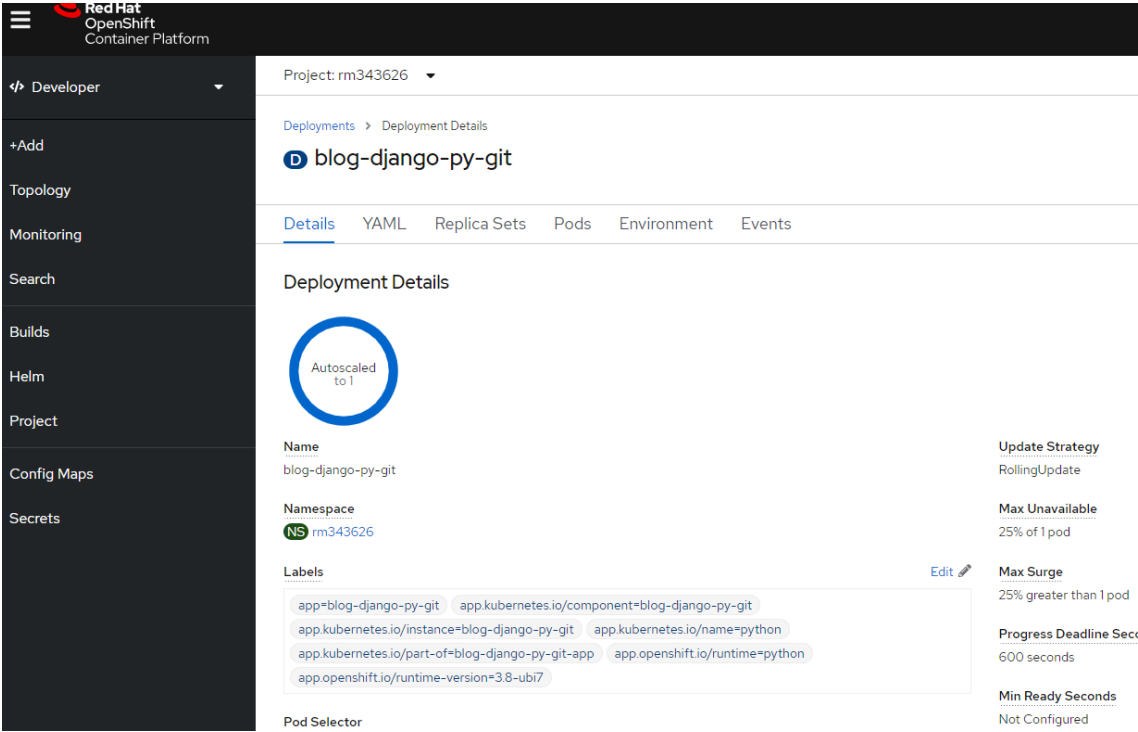 Red Hat
OpenShift
Container Platform
</> Developer
+Add
Topology
Monitoring
Search
Builds
Helm
Project
Config Maps
Secrets
Project: rm343626
Deployments > Deployment Details
D blog-django-py-git
Details YAML Replica Sets Pods Environment Events
Deployment Details
Autoscaled
to 1
Name
blog-django-py-git
Namespace
NS rm343626
Labels
Edit
app=blog-django-py-git app.kubernetes.io/component=blog-django-py-git
app.kubernetes.io/instance=blog-django-py-git app.kubernetes.io/name=python
app.kubernetes.io/part-of=blog-django-py-git-app app.openshift.io/runtime=python
app.openshift.io/runtime-version=3.8-ubi7
Pod Selector
Update Strategy
RollingUpdate
Max Unavailable
25% of 1 pod
Max Surge
25% greater than 1 pod
Progress Deadline
600 seconds
Min Ready Seconds
Not Configured